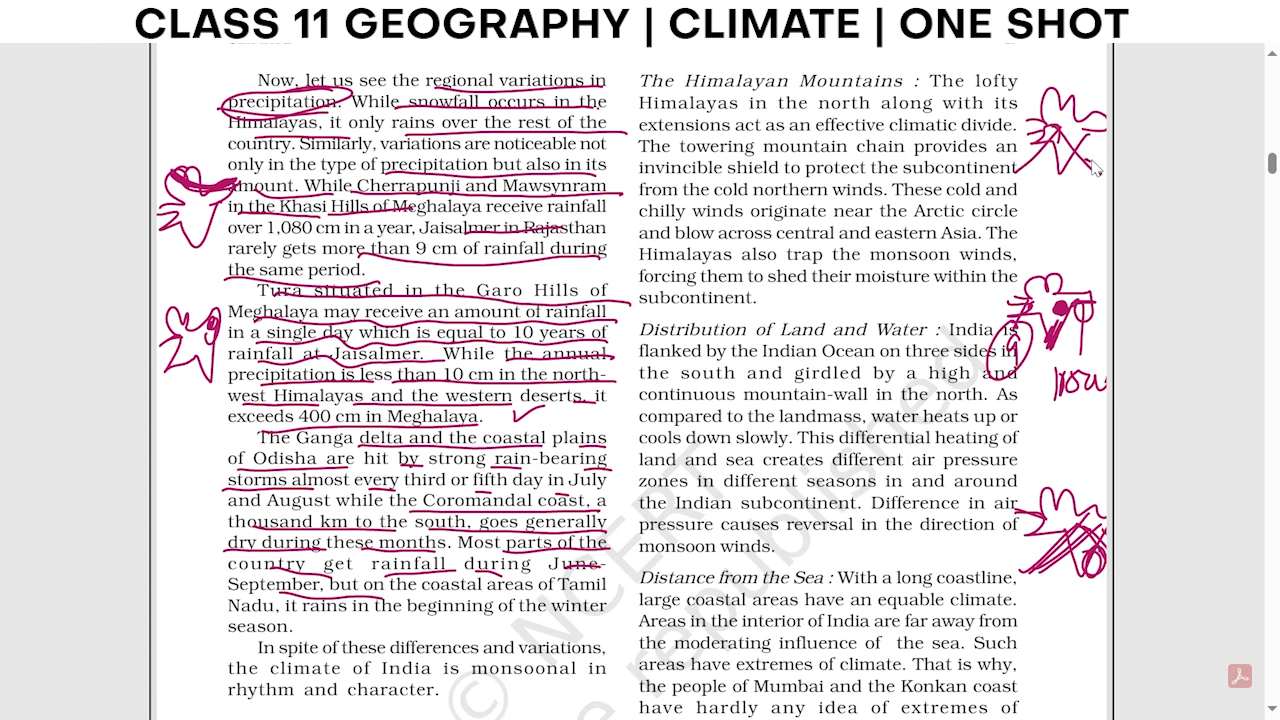 CLASS 11 GEOGRAPHY | CLIMATE | ONE SHOT
Now, let us see the regional variations in
precipitation. While snowfall occurs in the
Himalayas, it only rains over the rest of the
country. Similarly, variations are noticeable not
only in the type of precipitation but also in its
amount. While Cherrapunji and Mawsynram
in the Khasi Hills of Meghalaya receive rainfall
over 1,080 cm in a year, Jaisalmer in Rajasthan
rarely gets more than 9 cm of rainfall during
the same period.
Tura situated in the Garo Hills of
Meghalaya may receive an amount of rainfall
in a single day which is equal to 10 years of
rainfall at Jaisalmer. While the annual
precipitation is less than 10 cm in the north-
west Himalayas and the western deserts, it
exceeds 400 cm in Meghalaya.
The Ganga delta and the coastal plains
of Odisha are hit by strong rain-bearing
storms almost every third or fifth day in July
and August while the Coromandal coast, a
thousand km to the south, goes generally
dry during these months. Most parts of the
country get rainfall during June-
September, but on the coastal areas of Tamil
Nadu, it rains in the beginning of the winter
season.
In spite of these differences and variations,
the climate of India is monsoonal in
rhythm and character.
The Himalayan Mountains : The lofty
Himalayas in the north along with its
extensions act as an effective climatic divide.
The towering mountain chain provides an
invincible shield to protect the subcontinent
from the cold northern winds. These cold and
chilly winds originate near the Arctic circle
and blow across central and eastern Asia. The
Himalayas also trap the monsoon winds,
forcing them to shed their moisture within the
subcontinent.
Distribution of Land and Water : India is
flanked by the Indian Ocean on three sides in
the south and girdled by a high and
continuous mountain-wall in the north. As
compared to the landmass, water heats up or
cools down slowly. This differential heating of
land and sea creates different air pressure
zones in different seasons in and around
the Indian subcontinent. Difference in air
pressure causes reversal in the direction of
monsoon winds.
Distance from the Sea : With a long coastline,
large coastal areas have an equable climate.
Areas in the interior of India are far away from
the moderating influence of the sea. Such
areas have extremes of climate. That is why,
the people of Mumbai and the Konkan coast
have hardly any idea of extremes of
© NCERT
republished